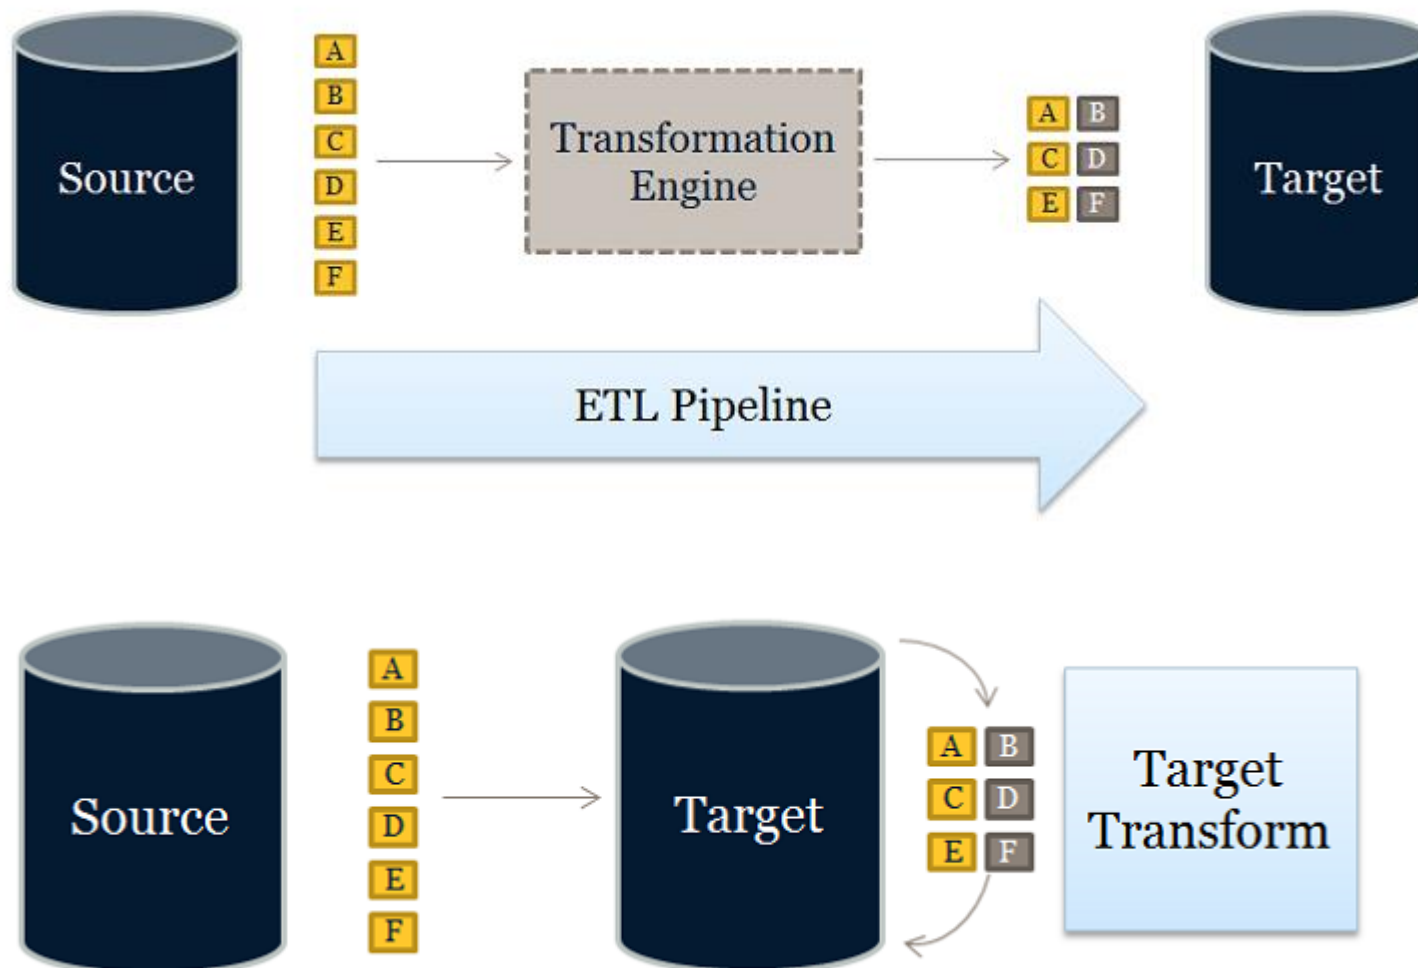 Source
A
B
C
D
E
F
Transformation
Engine
A B
C D
E F
Target
ETL Pipeline
Source
A
B
C
D
E
F
Target
A B
C D
E F
Target
Transform